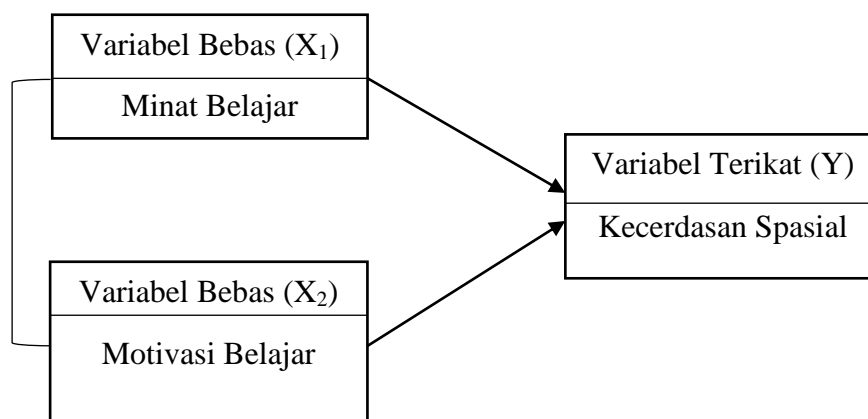 Variabel Bebas (X₁)
Minat Belajar
Variabel Terikat (Y)
Kecerdasan Spasial
Variabel Bebas (X₂)
Motivasi Belajar